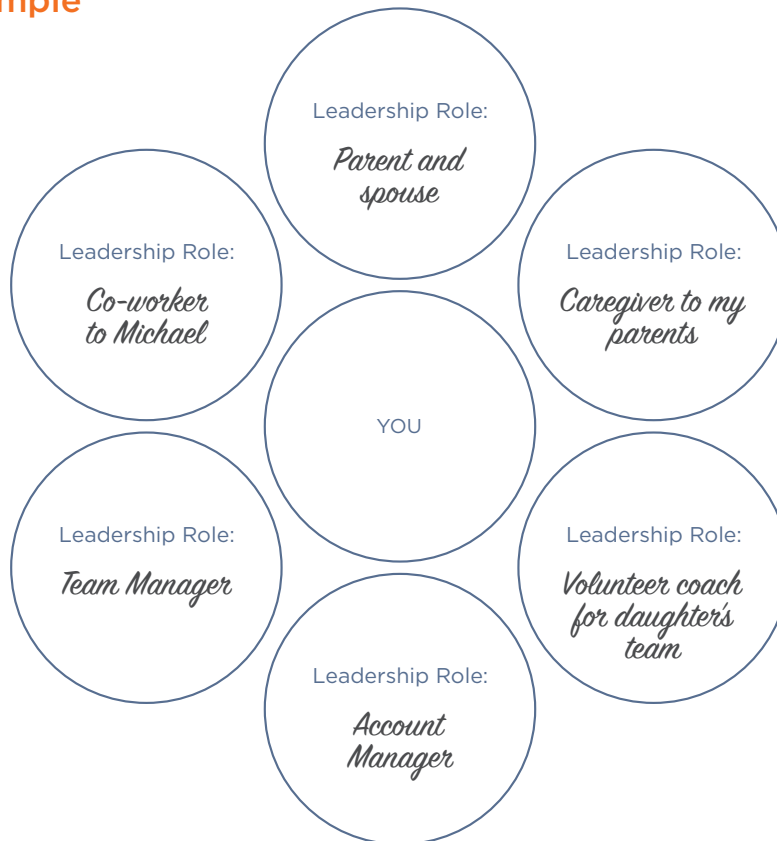 Leadership Role:
Parent and
spouse
Leadership Role:
Co-worker
to Michael
Leadership Role:
Caregiver to my
parents
YOU
Leadership Role:
Team Manager
Leadership Role:
Volunteer coach
for daughter's
team
Leadership Role:
Account
Manager